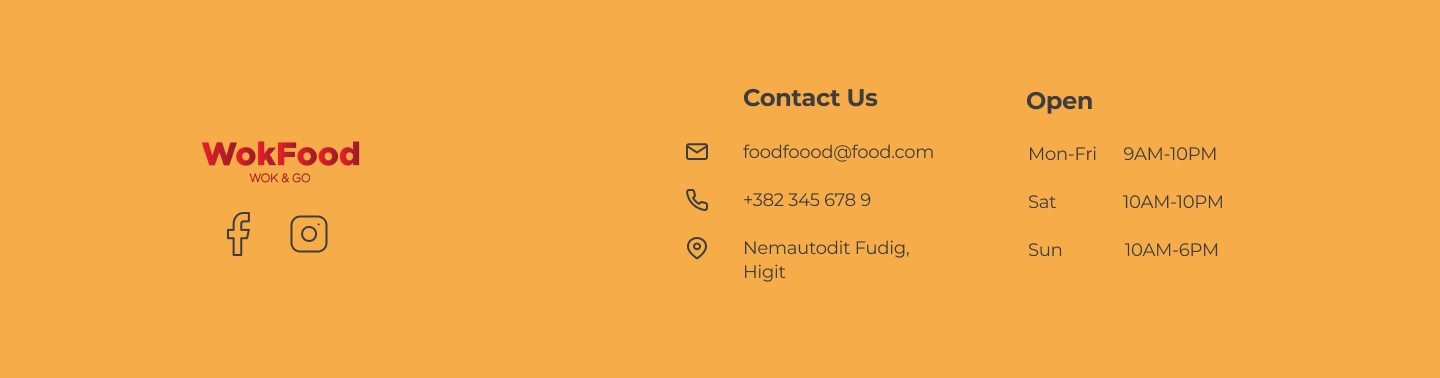 WokFood
WOK & GO
Contact Us
foodfoood@food.com
+382 345 678 9
Nemautodit Fudig,
Higit
Open
Mon-Fri 9AM-10PM
Sat 10AM-10PM
Sun 10AM-6PM